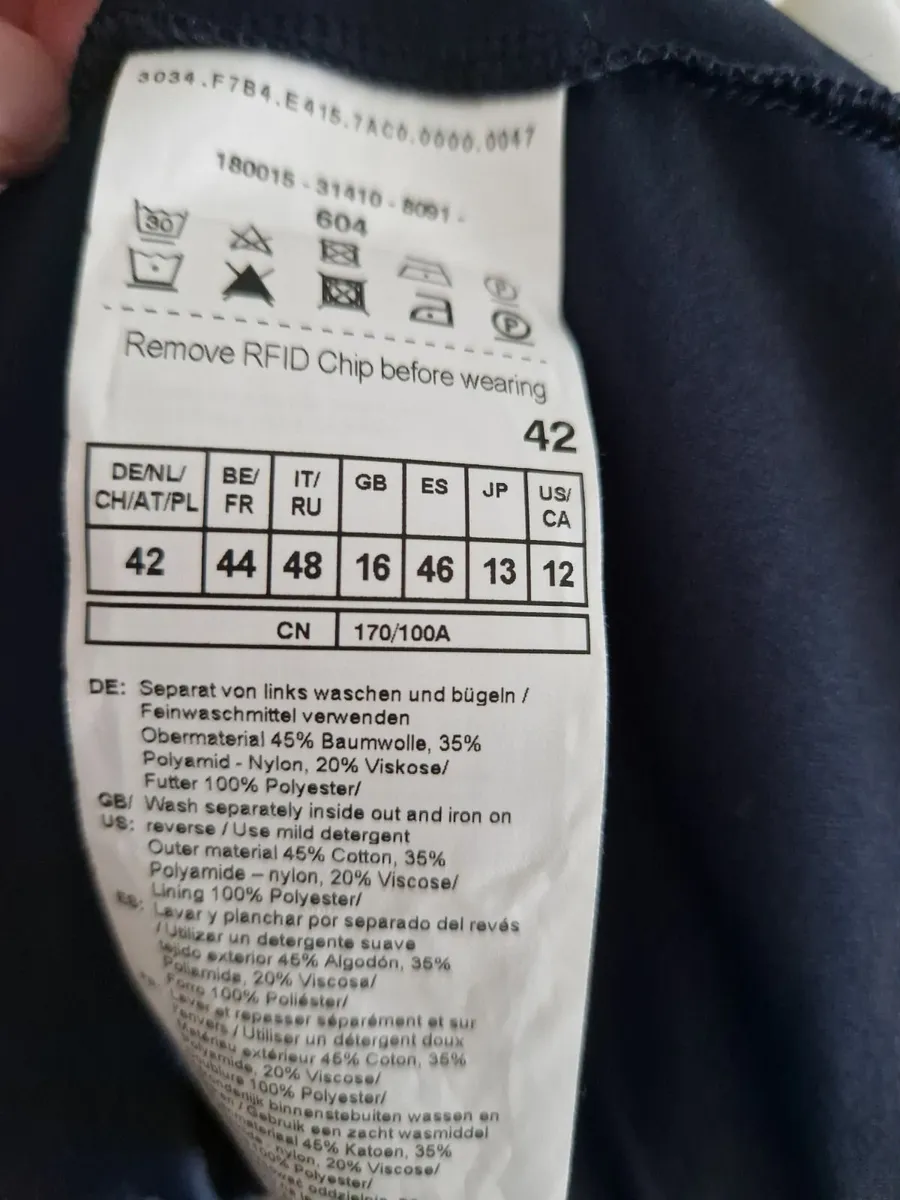 3034.F7B4.E415.7AC0.0000.0047
180015 - 31410 - 8091 -
604
30
P
P
Remove RFID Chip before wearing
42
DE/NL/ CH/AT/PL BE/ FR IT/ RU GB ES JP US/ CA
42 44 48 16 46 13 12
CN 170/100A
DE: Separat von links waschen und bügeln /
Feinwaschmittel verwenden
Obermaterial 45% Baumwolle, 35%
Polyamid - Nylon, 20% Viskose/
Futter 100% Polyester/
GB/ Wash separately inside out and iron on
US: reverse / Use mild detergent
Outer material 45% Cotton, 35%
Polyamide – nylon, 20% Viscose/
Lining 100% Polyester/
ES: Lavar y planchar por separado del revés
/ Utilizar un detergente suave
tejido exterior 45% Algodón, 35%
Poliamida, 20% Viscosa/
Forro 100% Poliéster/
Laver et repasser séparément et sur
l'envers / Utiliser un détergent doux
Matériau extérieur 45% Coton, 35%
Polyamide, 20% Viscose/
100% Polyester/
binnenstebuiten wassen en
/ Gebruik een zacht wasmiddel
45% Katoen, 35%
nylon, 20% Viscose/
100% Polyester/